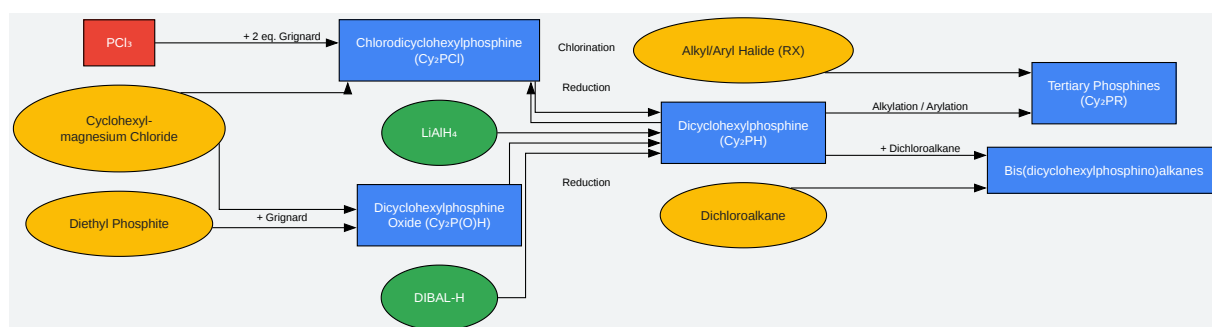 PCl₃
+ 2 eq. Grignard
Chlorodicyclohexylphosphine
(Cy₂PCl)
Chlorination
Alkyl/Aryl Halide (RX)
Reduction
Tertiary Phosphines
(Cy₂PR)
Cyclohexyl-
magnesium Chloride
LiAlH₄
Dicyclohexylphosphine
(Cy₂PH)
Alkylation / Arylation
+ Dichloroalkane
Bis(dicyclohexylphosphino)alkanes
Reduction
Diethyl Phosphite
+ Grignard
Dicyclohexylphosphine
Oxide (Cy₂P(O)H)
Dichloroalkane
DIBAL-H